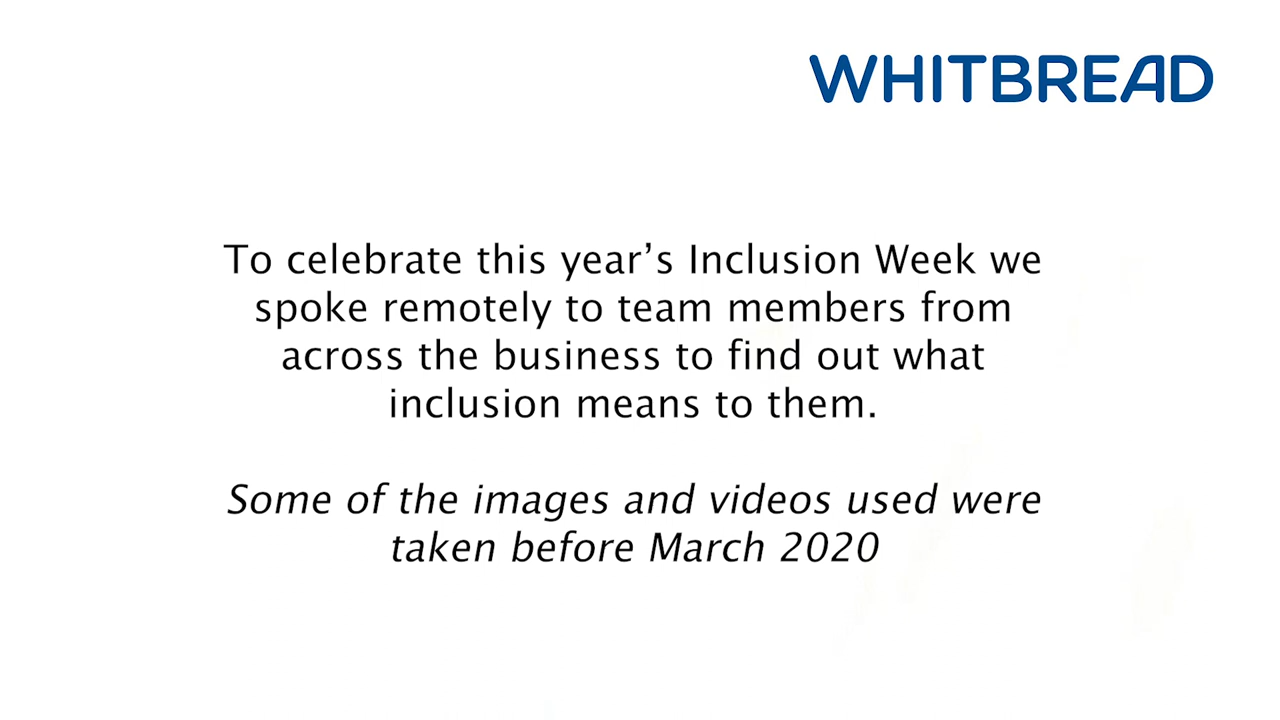 WHITBREAD
To celebrate this year’s Inclusion Week we
spoke remotely to team members from
across the business to find out what
inclusion means to them.
Some of the images and videos used were
taken before March 2020